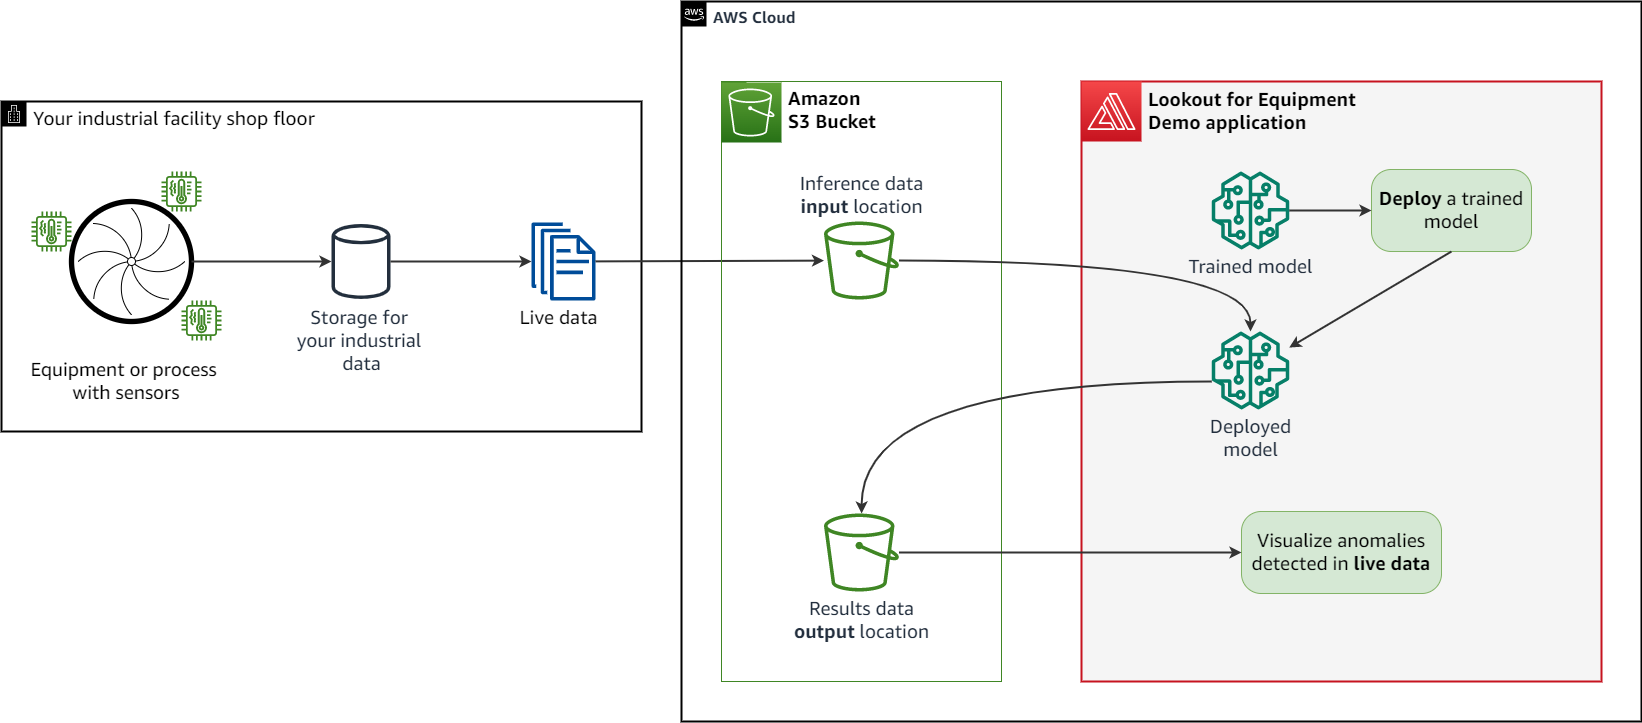 aws
AWS Cloud
Your industrial facility shop floor
Equipment or process
with sensors
Storage for
your industrial
data
Live data
Amazon
S3 Bucket
Inference data
input location
Results data
output location
Lookout for Equipment
Demo application
Trained model
Deploy a trained
model
Deployed
model
Visualize anomalies
detected in live data